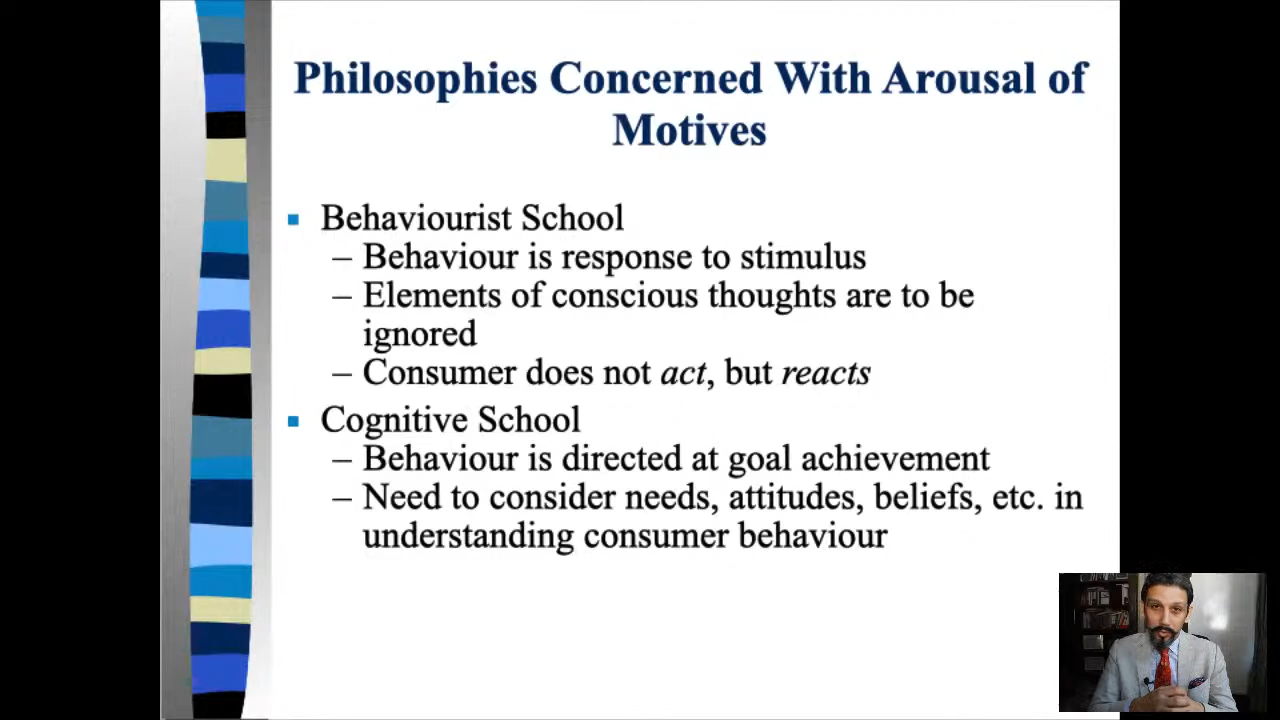 Philosophies Concerned With Arousal of
Motives
Behaviourist School
– Behaviour is response to stimulus
– Elements of conscious thoughts are to be
ignored
– Consumer does not act, but reacts
Cognitive School
– Behaviour is directed at goal achievement
– Need to consider needs, attitudes, beliefs, etc. in
understanding consumer behaviour